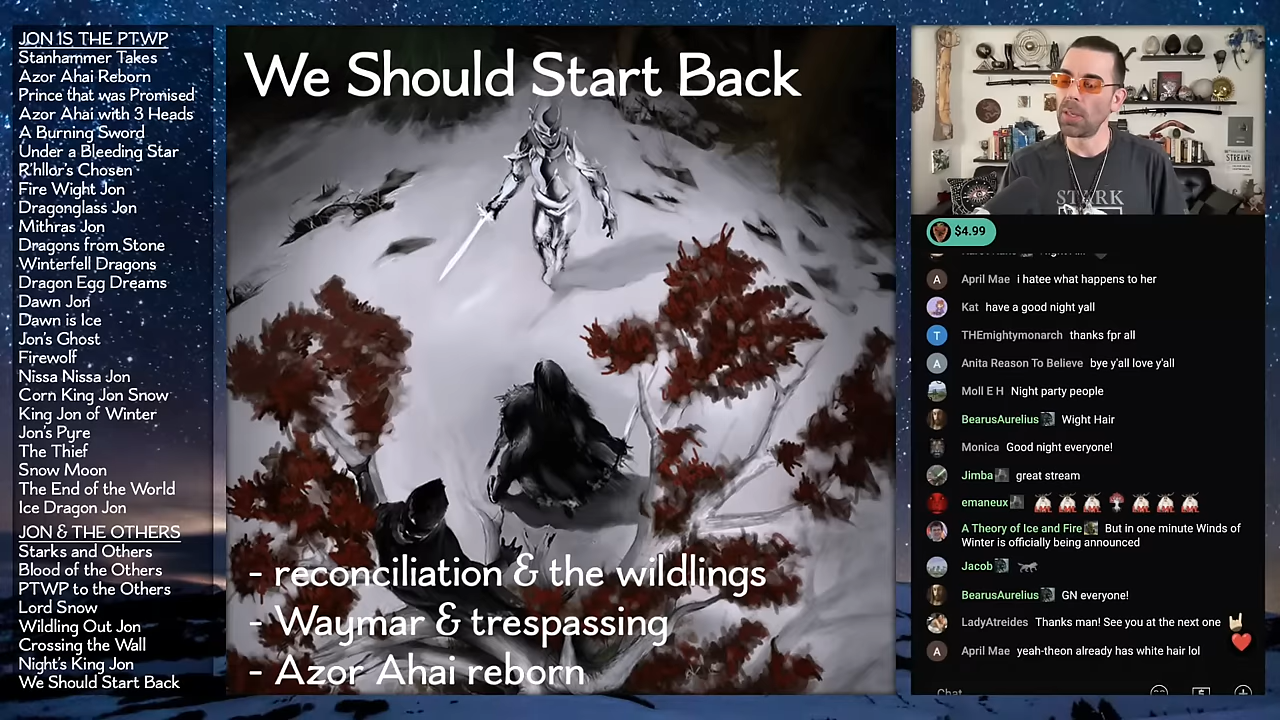 JON IS THE PTWP
Stanhammer Takes
Azor Ahai Reborn
Prince that was Promised
Azor Ahai with 3 Heads
A Burning Sword
Under a Bleeding Star
R'hllor's Chosen
Fire Wight Jon
Dragonglass Jon
Mithras Jon
Dragons from Stone
Winterfell Dragons
Dragon Egg Dreams
Dawn Jon
Dawn is Ice
Jon's Ghost
Firewolf
Nissa Nissa Jon
Corn King Jon Snow
King Jon of Winter
Jon's Pyre
The Thief
Snow Moon
The End of the World
Ice Dragon Jon
JON & THE OTHERS
Starks and Others
Blood of the Others
PTWP to the Others
Lord Snow
Wildling Out Jon
Crossing the Wall
Night's King Jon
We Should Start Back
We Should Start Back
- reconciliation & the wildlings
- Waymar & trespassing
- Azor Ahai reborn
STARK
$4.99
A April Mae i hatee what happens to her
Kat have a good night yall
T THEmightymonarch thanks fpr all
A Anita Reason To Believe bye y'all love y'all
Moll E H Night party people
BearusAurelius Wight Hair
Monica Good night everyone!
Jimba great stream
emaneux
A Theory of Ice and Fire But in one minute Winds of
Winter is officially being announced
Jacob
BearusAurelius GN everyone!
LadyAtreides Thanks man! See you at the next one
A April Mae yeah-theon already has white hair lol
Chat